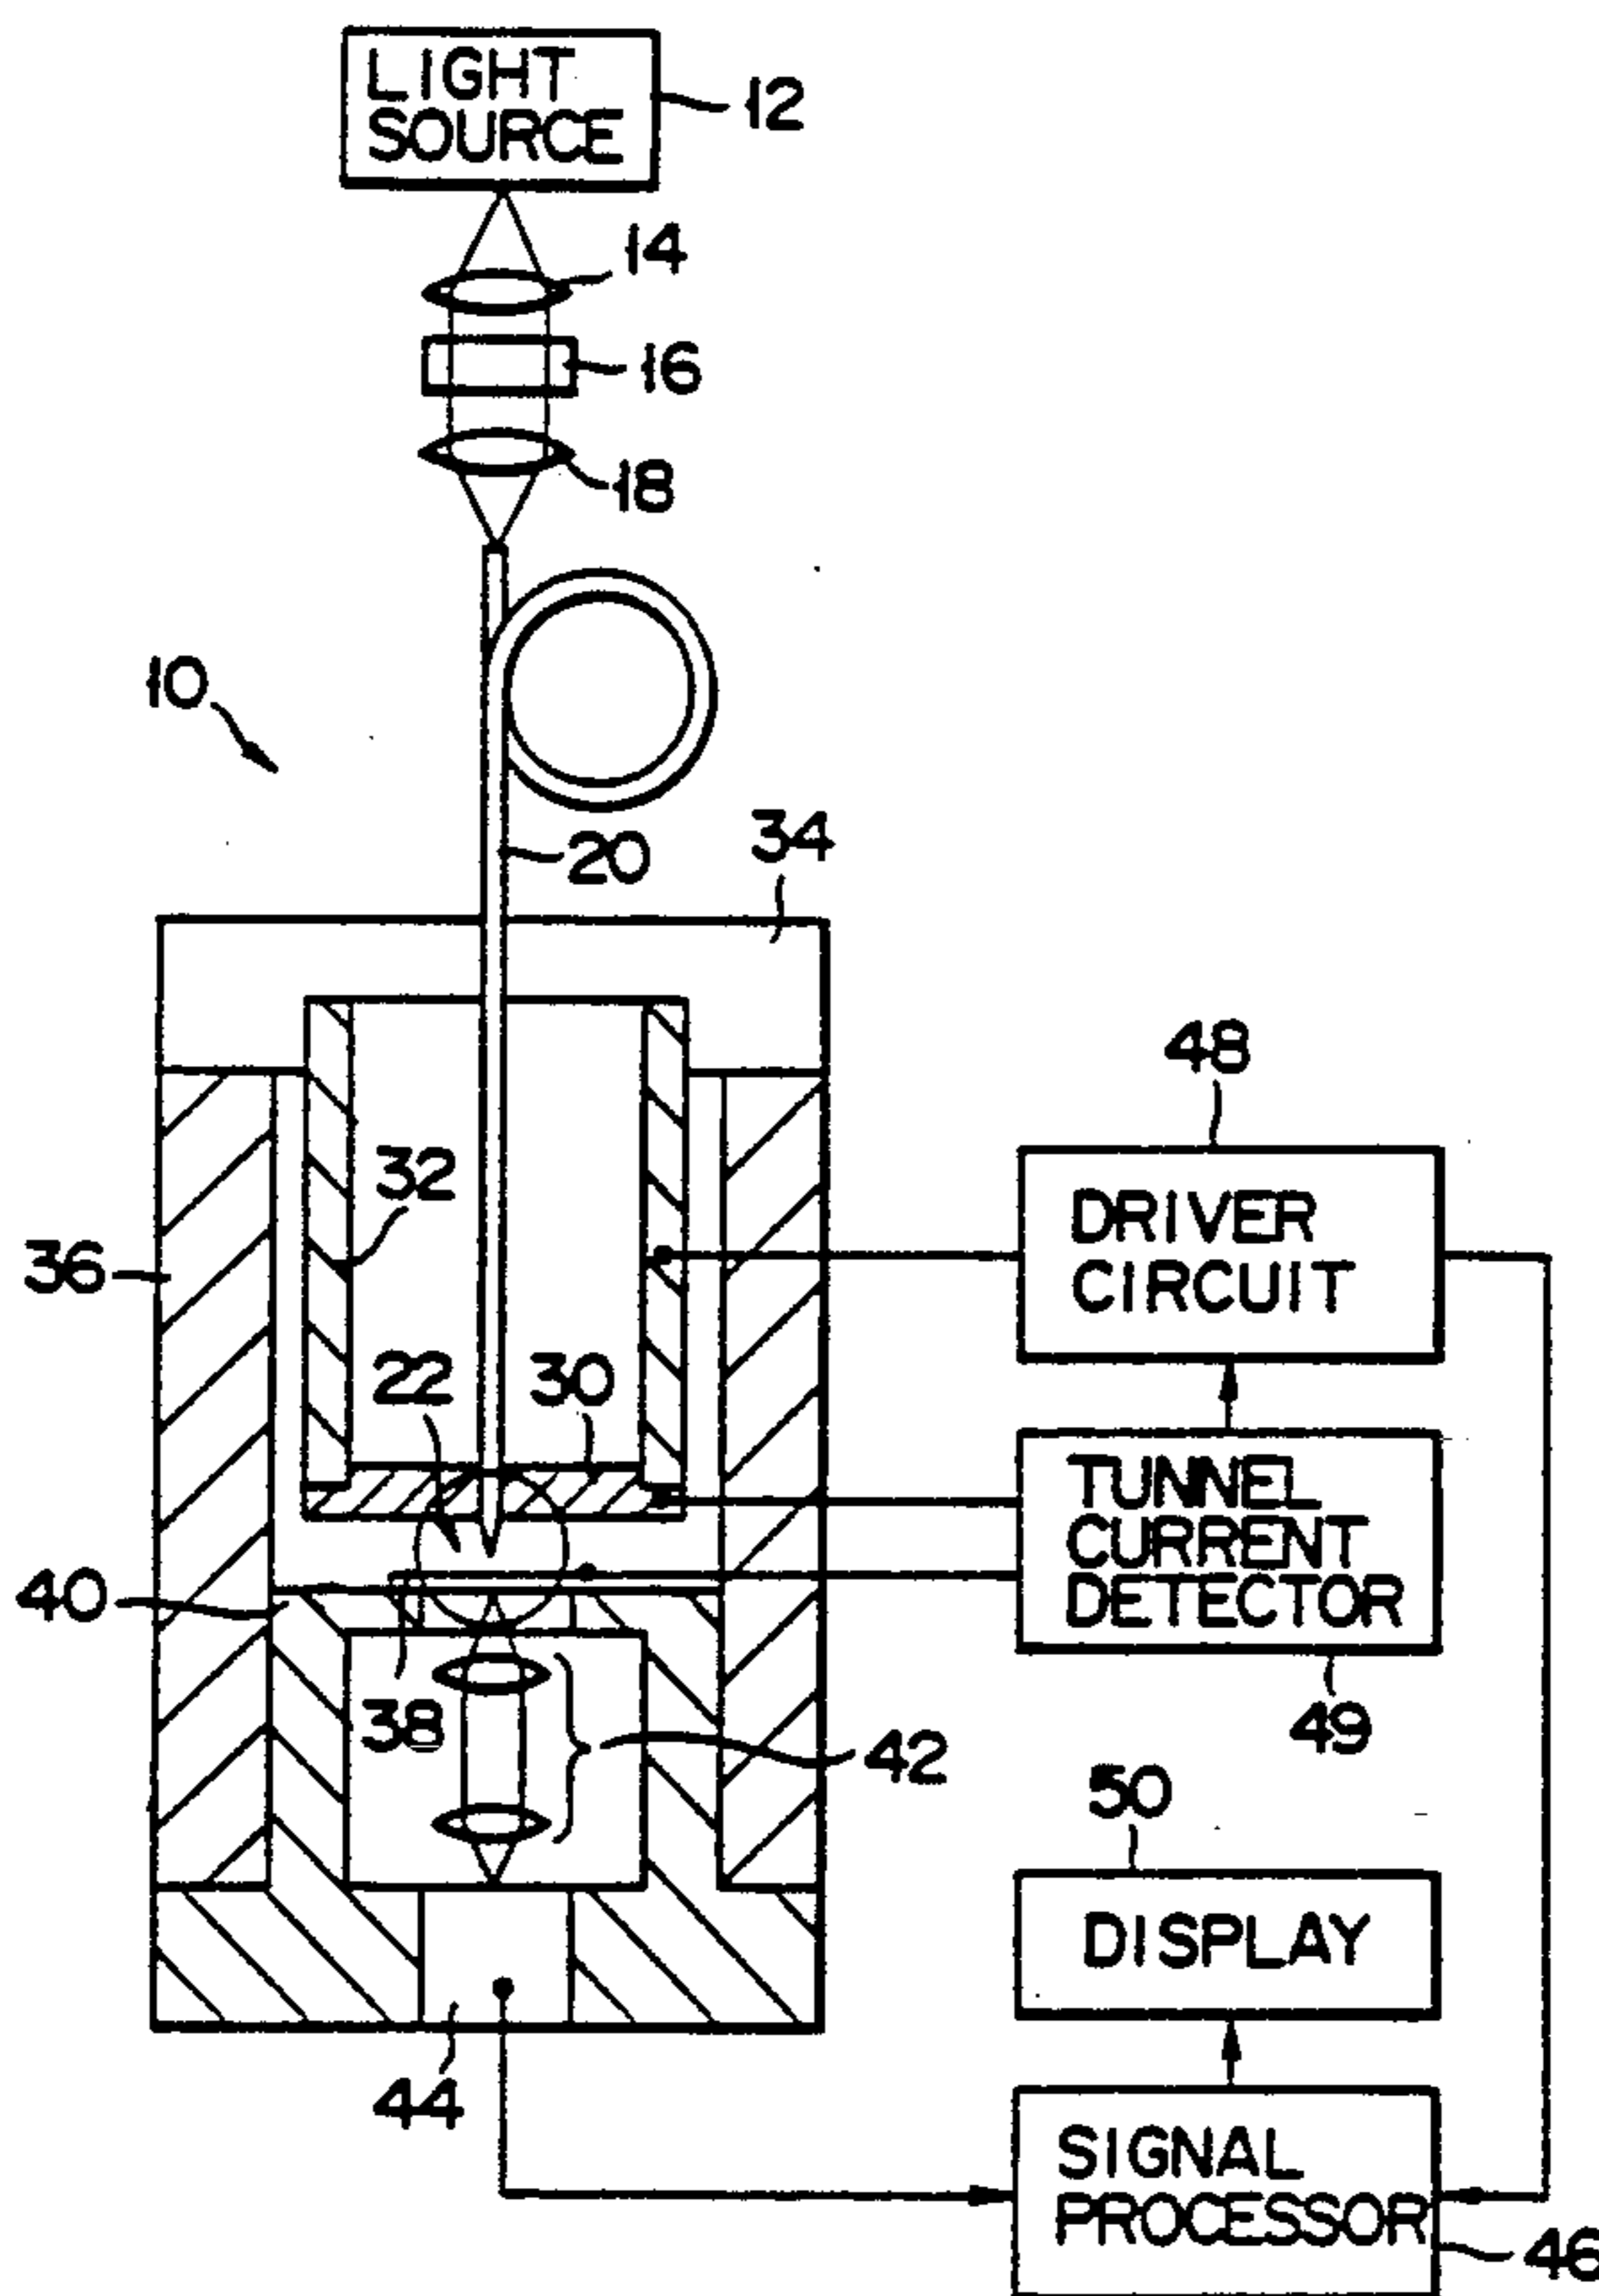 LIGHT
SOURCE
12
14
16
18
10
20
34
48
32
DRIVER
CIRCUIT
36
22
30
TUNNEL
CURRENT
DETECTOR
40
38
42
49
50
DISPLAY
44
SIGNAL
PROCESSOR
46